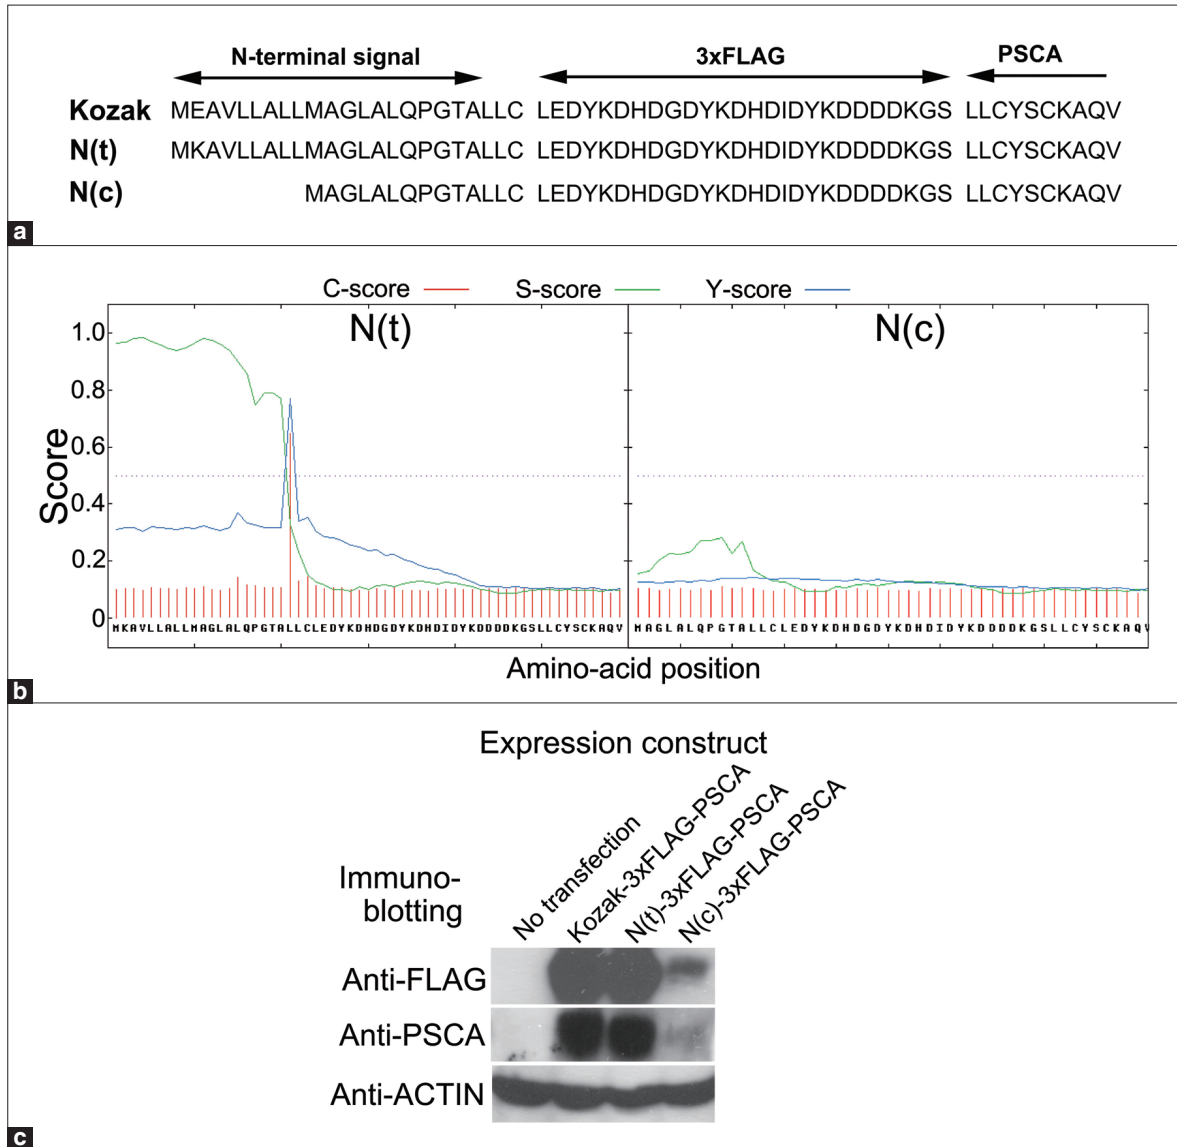 N-terminal signal 3xFLAG PSCA
Kozak MEAVLLALLMAGLALQPGTALLC LEDYKDHDGDYKDHDIDYKDDDDKGS LLCYSCKAQV
N(t) MKAVLLALLMAGLALQPGTALLC LEDYKDHDGDYKDHDIDYKDDDDKGS LLCYSCKAQV
N(c) MAGLALQPGTALLC LEDYKDHDGDYKDHDIDYKDDDDKGS LLCYSCKAQV
a
C-score S-score Y-score
N(t) N(c)
1.0
0.8
0.6
0.4
0.2
0
Score
MKAVLLALLMAGLALQPGTALLCLEDYKDHDGDYKDHDIDYKDDDDKGSLLCYSCKAQV
MAGLALQPGTALLCLEDYKDHDGDYKDHDIDYKDDDDKGSLLCYSCKAQV
Amino-acid position
b
Expression construct
No transfection
Kozak-3xFLAG-PSCA
N(t)-3xFLAG-PSCA
N(c)-3xFLAG-PSCA
Immuno-
blotting
Anti-FLAG
Anti-PSCA
Anti-ACTIN
c